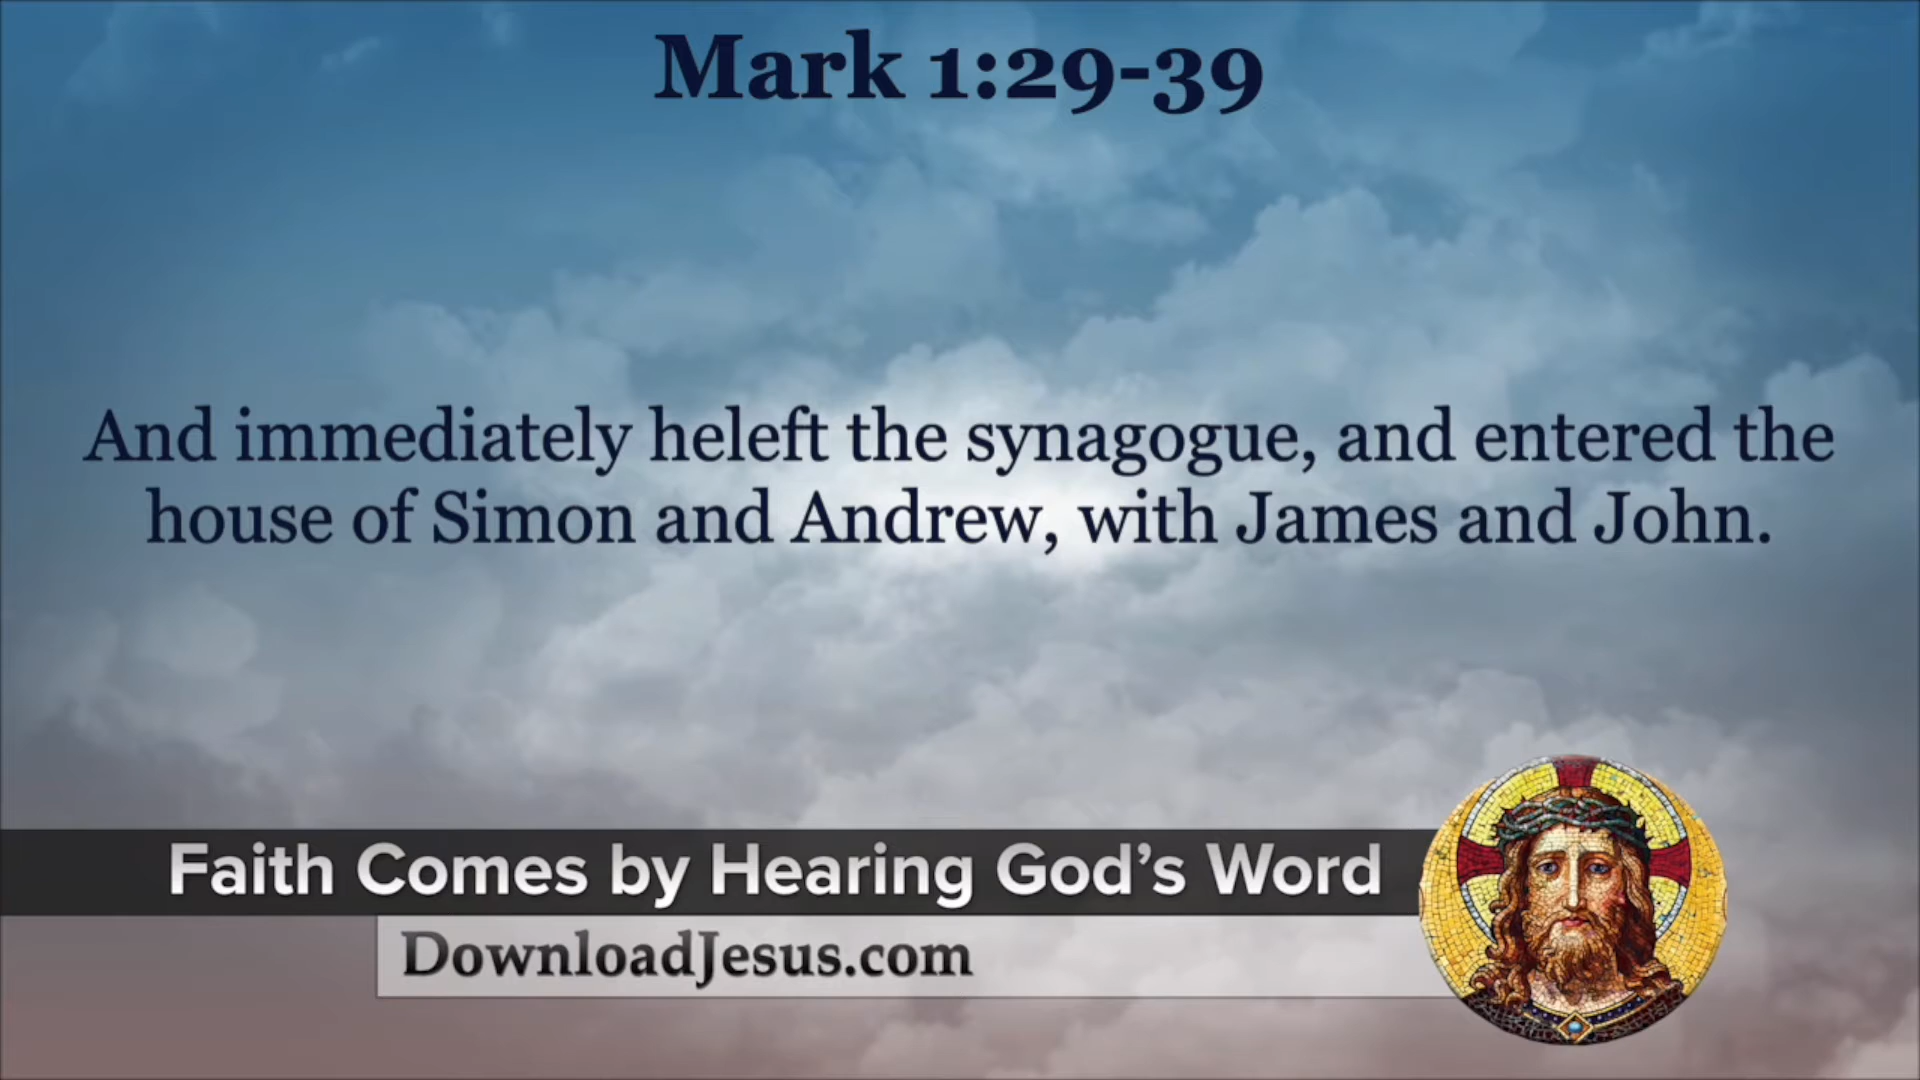 Mark 1:29-39
And immediately heleft the synagogue, and entered the
house of Simon and Andrew, with James and John.
Faith Comes by Hearing God’s Word
DownloadJesus.com